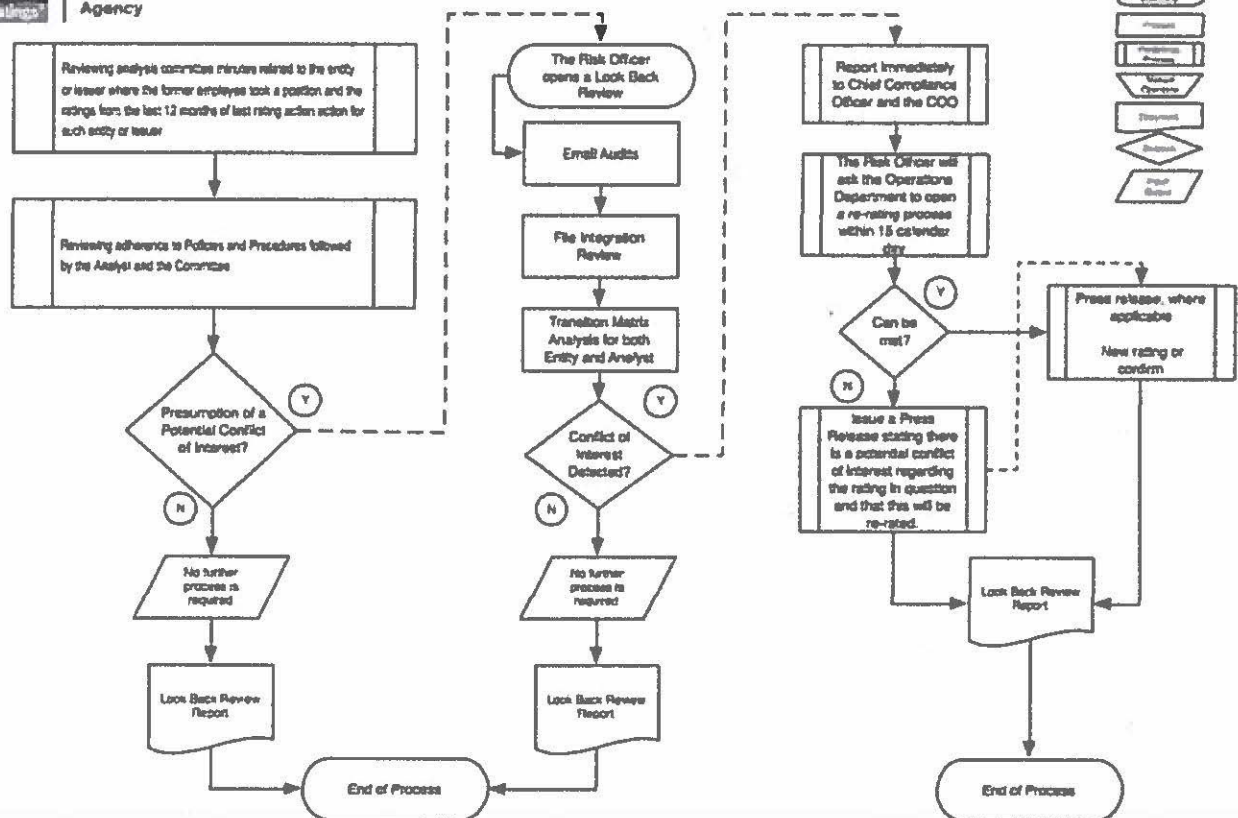 Agency
Reviewing analysis committee minutes related to the entity
or issuer where the former employee took a position and the
ratings from the last 12 months of last rating action action for
such entity or issuer
Reviewing adherence to Policies and Procedures followed
by the Analyst and the Committee
Presumption of a
Potential Conflict
of Interest?
Y
N
No further
process is
required
Look Back Review
Report
End of Process
The Risk Officer
opens a Look Back
Review
Email Audits
File Integration
Review
Transition Matrix
Analysis for both
Entity and Analyst
Conflict of
Interest
Detected?
Y
N
No further
process is
required
Look Back Review
Report
Report Immediately
to Chief Compliance
Officer and the COO
The Risk Officer will
ask the Operations
Department to open
a re-rating process
within 15 calendar
day
Can be
met?
Y
N
Issue a Press
Release stating there
is a potential conflict
of interest regarding
the rating in question
and that this will be
re-rated.
Press release, where
applicable
New rating or
confirm
Look Back Review
Report
End of Process
Process
Predefined
Process
Manual
Operation
Document
Decision